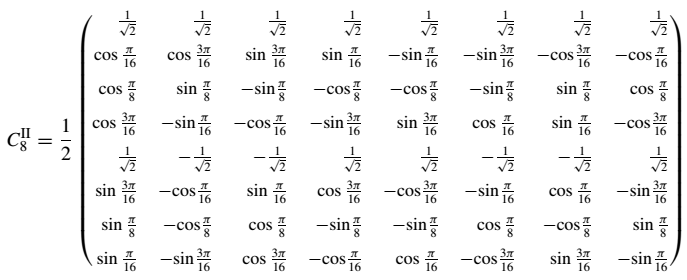 1/√2 1/√2 1/√2 1/√2 1/√2 1/√2 1/√2 1/√2
cos π/16 cos 3π/16 sin 3π/16 sin π/16 −sin π/16 −sin 3π/16 −cos 3π/16 −cos π/16
cos π/8 sin π/8 −sin π/8 −cos π/8 −cos π/8 −sin π/8 sin π/8 cos π/8
cos 3π/16 −sin π/16 −cos π/16 −sin 3π/16 sin 3π/16 cos π/16 sin π/16 −cos 3π/16
C₈ᴵᴵ = 1/2
1/√2 −1/√2 −1/√2 1/√2 1/√2 −1/√2 −1/√2 1/√2
sin 3π/16 −cos π/16 sin π/16 cos 3π/16 −cos 3π/16 −sin π/16 cos π/16 −sin 3π/16
sin π/8 −cos π/8 cos π/8 −sin π/8 −sin π/8 cos π/8 −cos π/8 sin π/8
sin π/16 −sin 3π/16 cos 3π/16 −cos π/16 cos π/16 −cos 3π/16 sin 3π/16 −sin π/16